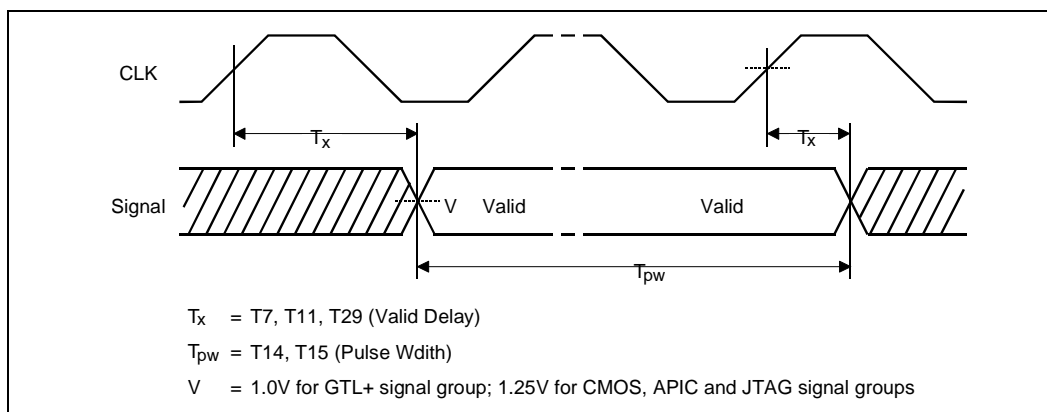 CLK
Tx Tx
Signal V Valid Valid
Tpw
Tx = T7, T11, T29 (Valid Delay)
Tpw = T14, T15 (Pulse Wdith)
V = 1.0V for GTL+ signal group; 1.25V for CMOS, APIC and JTAG signal groups